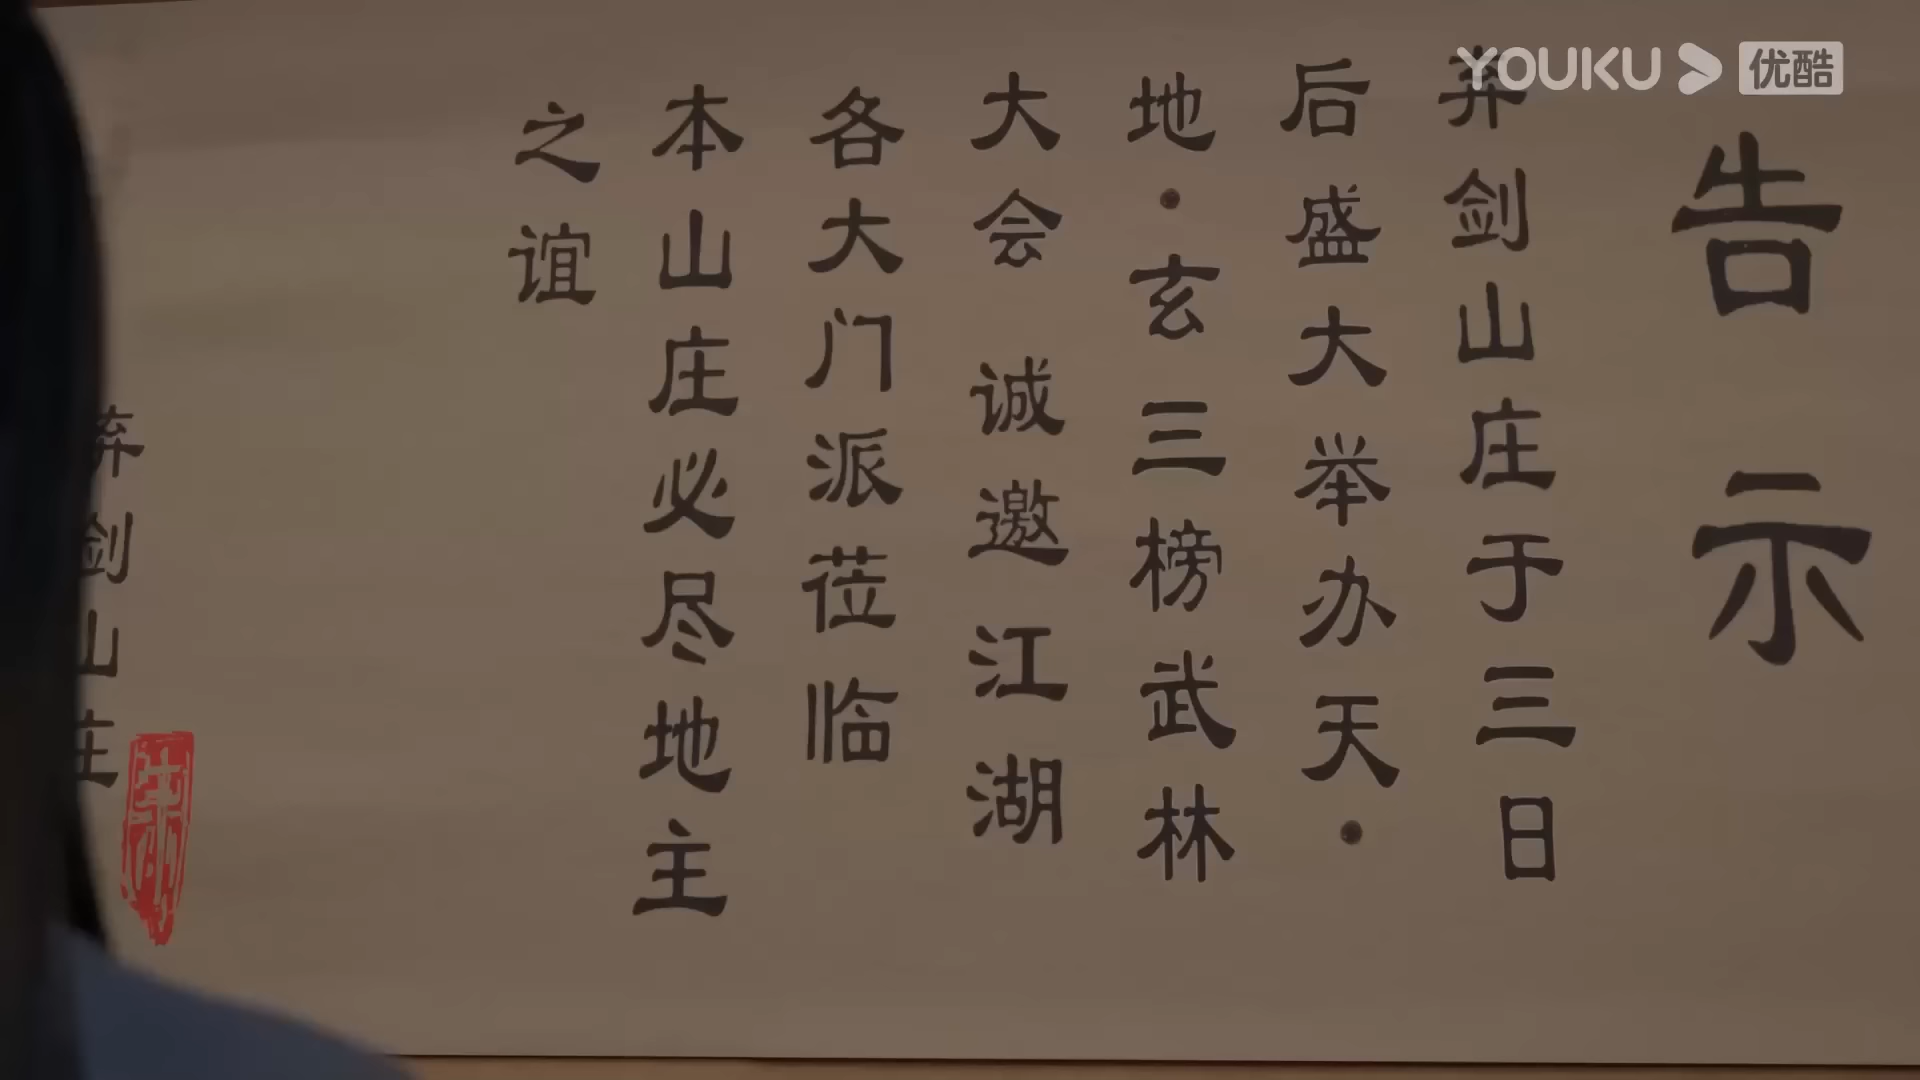 告示
弃剑山庄于三日
后盛大举办天·
地·玄三榜武林
大会 诚邀江湖
各大门派莅临
本山庄必尽地主
之谊
弃剑山庄
YOUKU 优酷